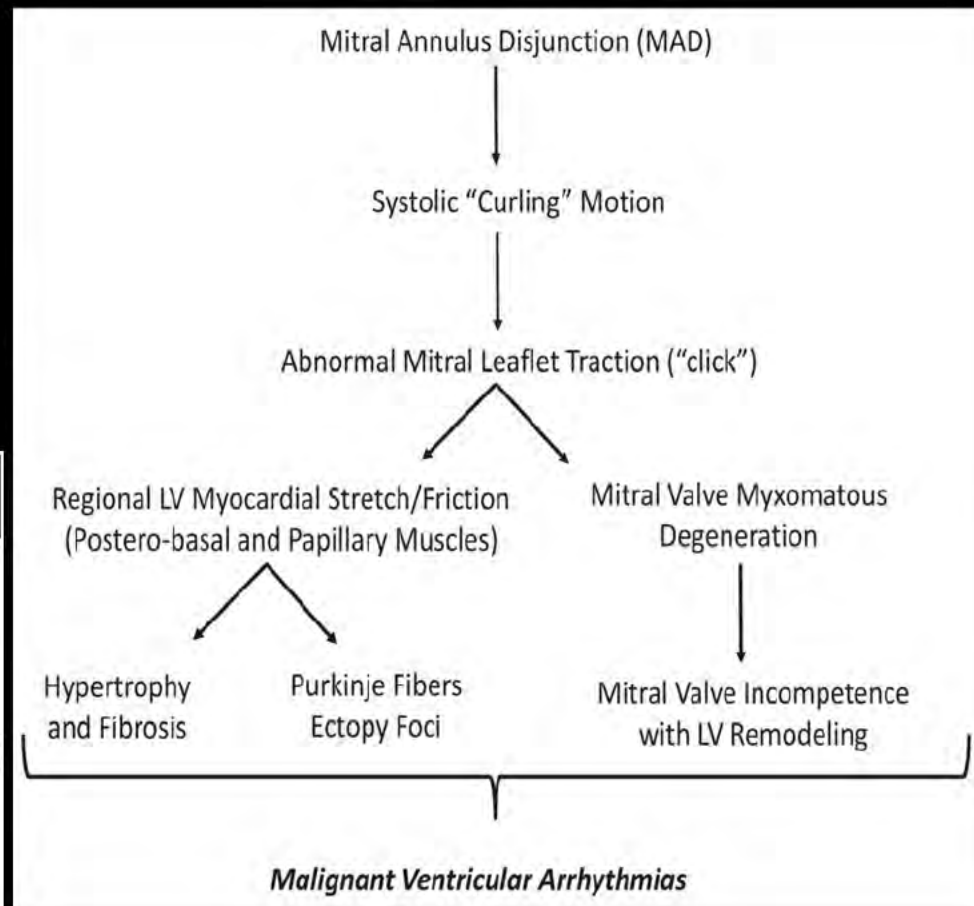 Mitral Annulus Disjunction (MAD)
Systolic “Curling” Motion
Abnormal Mitral Leaflet Traction (“click”)
Regional LV Myocardial Stretch/Friction
(Postero-basal and Papillary Muscles)
Mitral Valve Myxomatous
Degeneration
Hypertrophy
and Fibrosis
Purkinje Fibers
Ectopy Foci
Mitral Valve Incompetence
with LV Remodeling
Malignant Ventricular Arrhythmias